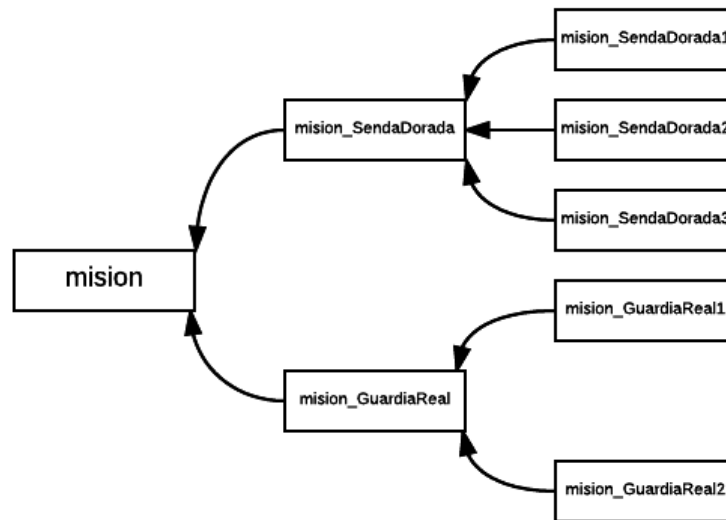 mision_SendaDorada1
mision_SendaDorada
mision_SendaDorada2
mision_SendaDorada3
mision
mision_GuardiaReal1
mision_GuardiaReal
mision_GuardiaReal2